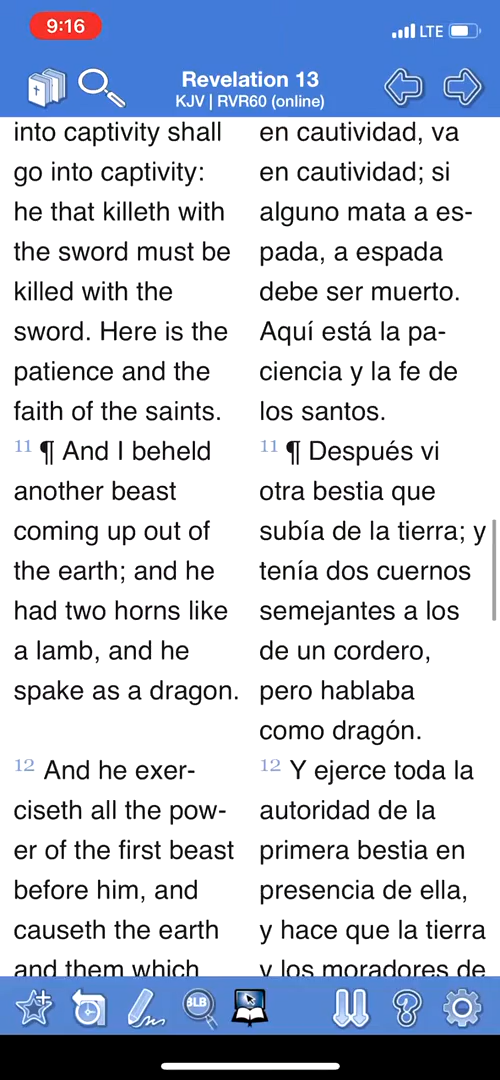 9:16
LTE
Revelation 13
KJV | RVR60 (online)
into captivity shall
go into captivity:
he that killeth with
the sword must be
killed with the
sword. Here is the
patience and the
faith of the saints.
11 ¶ And I beheld
another beast
coming up out of
the earth; and he
had two horns like
a lamb, and he
spake as a dragon.
12 And he exer-
ciseth all the pow-
er of the first beast
before him, and
causeth the earth
and them which
en cautividad, va
en cautividad; si
alguno mata a es-
pada, a espada
debe ser muerto.
Aquí está la pa-
ciencia y la fe de
los santos.
11 ¶ Después vi
otra bestia que
subía de la tierra; y
tenía dos cuernos
semejantes a los
de un cordero,
pero hablaba
como dragón.
12 Y ejerce toda la
autoridad de la
primera bestia en
presencia de ella,
y hace que la tierra
y los moradores de
BLB